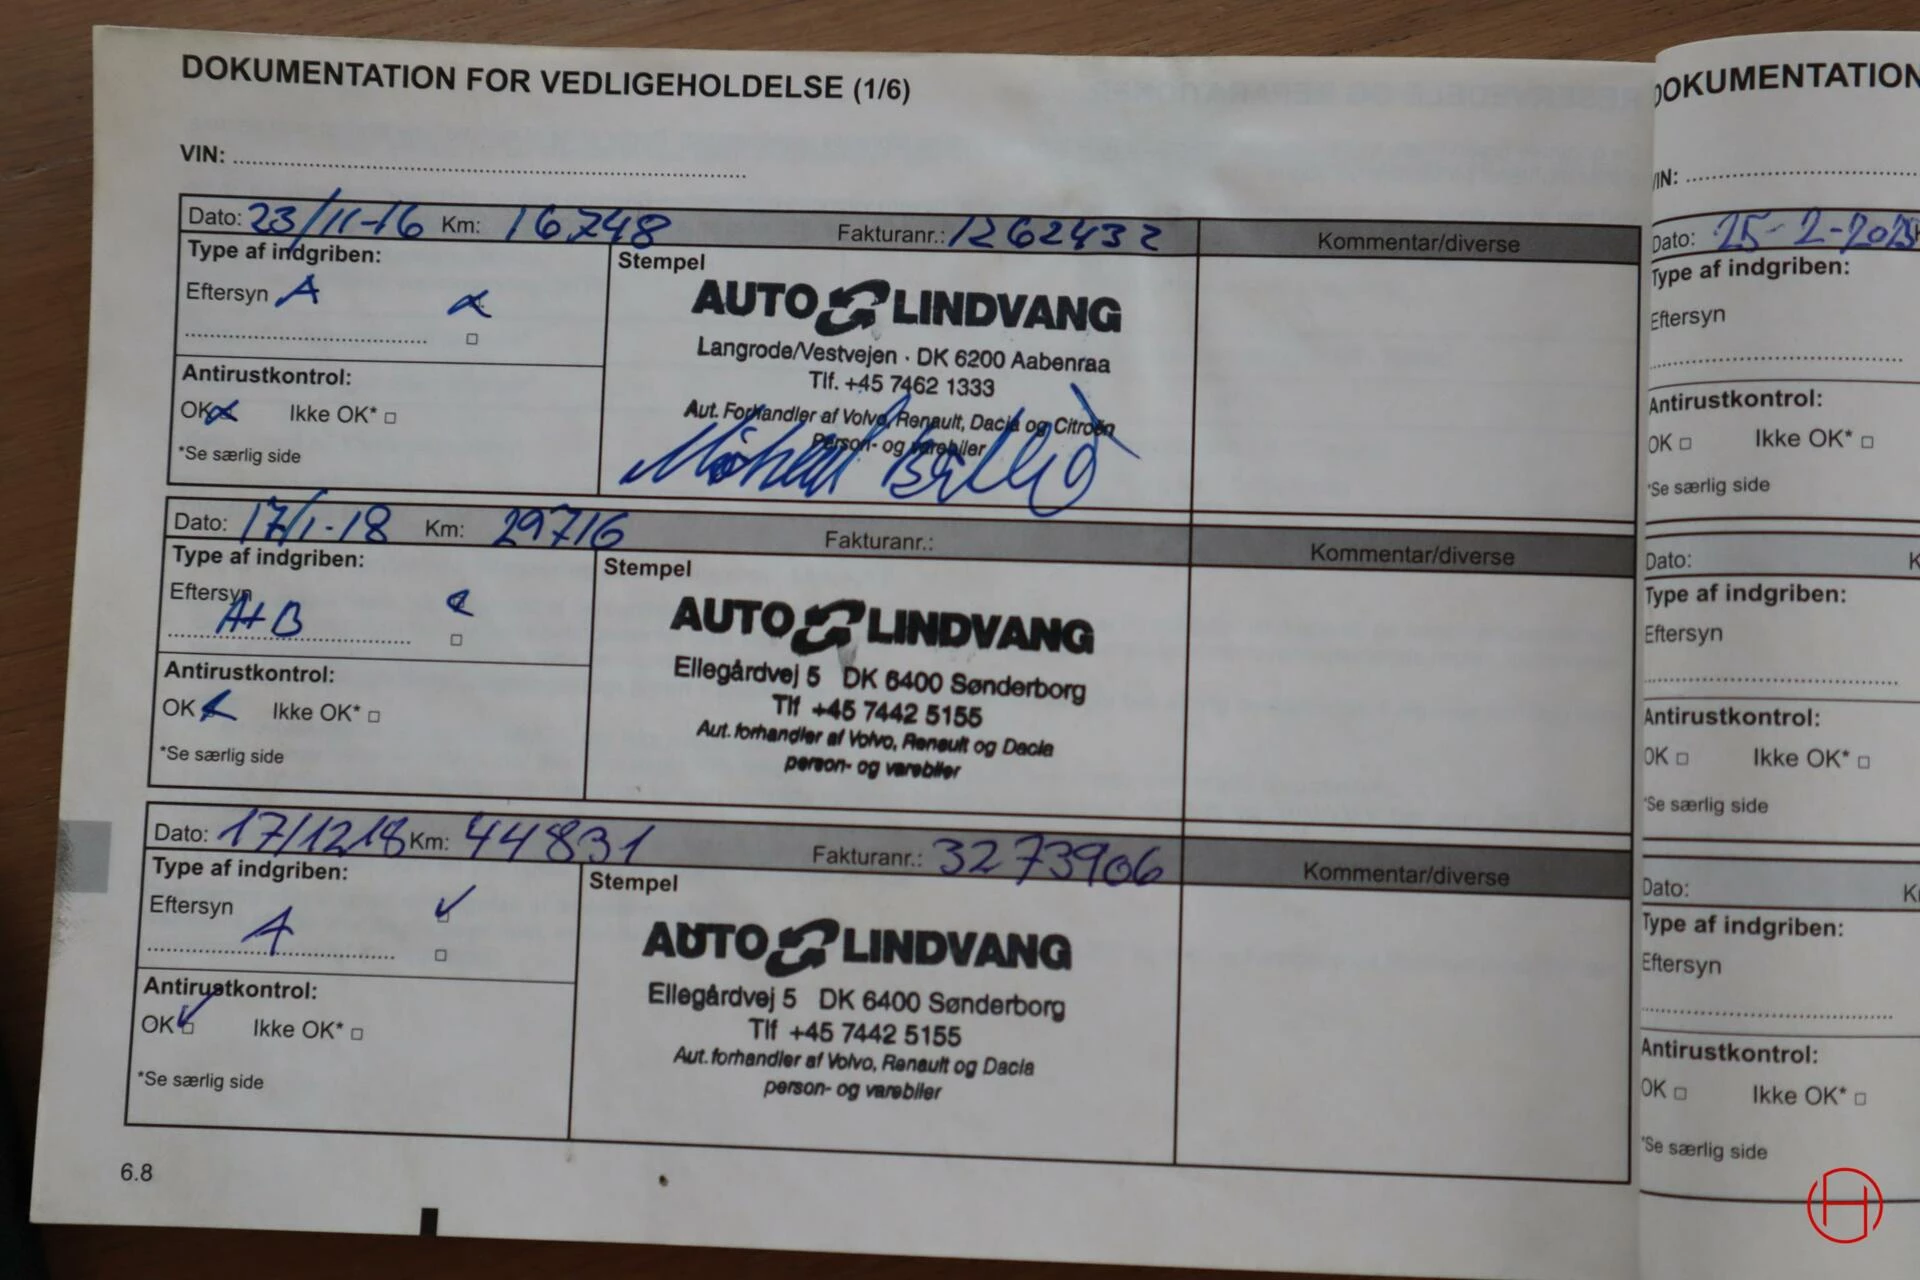 DOKUMENTATION FOR VEDLIGEHOLDELSE (1/6)
VIN:
Dato: 23/11-16 Km: 16748 Fakturanr.: 1262432 Kommentar/diverse
Type af indgriben:
Eftersyn A
Antirustkontrol:
OK Ikke OK*
*Se særlig side
Stempel
AUTO LINDVANG
Langrode/Vestvejen · DK 6200 Aabenraa
Tlf. +45 7462 1333
Aut. Forhandler af Volvo, Renault, Dacia og Citroën
Person- og varebiler
Dato: 17/1-18 Km: 29716 Fakturanr.: Kommentar/diverse
Type af indgriben:
Eftersyn
A+B
Antirustkontrol:
OK Ikke OK*
*Se særlig side
Stempel
AUTO LINDVANG
Ellegårdvej 5 DK 6400 Sønderborg
Tlf +45 7442 5155
Aut. forhandler af Volvo, Renault og Dacia
person- og varebiler
Dato: 17/1218 Km: 44831 Fakturanr.: 3273906 Kommentar/diverse
Type af indgriben:
Eftersyn
A
Antirustkontrol:
OK Ikke OK*
*Se særlig side
Stempel
AUTO LINDVANG
Ellegårdvej 5 DK 6400 Sønderborg
Tlf +45 7442 5155
Aut. forhandler af Volvo, Renault og Dacia
person- og varebiler
6.8
DOKUMENTATION
VIN:
Dato: 25-2-2025
Type af indgriben:
Eftersyn
Antirustkontrol:
OK Ikke OK*
*Se særlig side
Dato: K
Type af indgriben:
Eftersyn
Antirustkontrol:
OK Ikke OK*
*Se særlig side
Dato: K
Type af indgriben:
Eftersyn
Antirustkontrol:
OK Ikke OK*
*Se særlig side